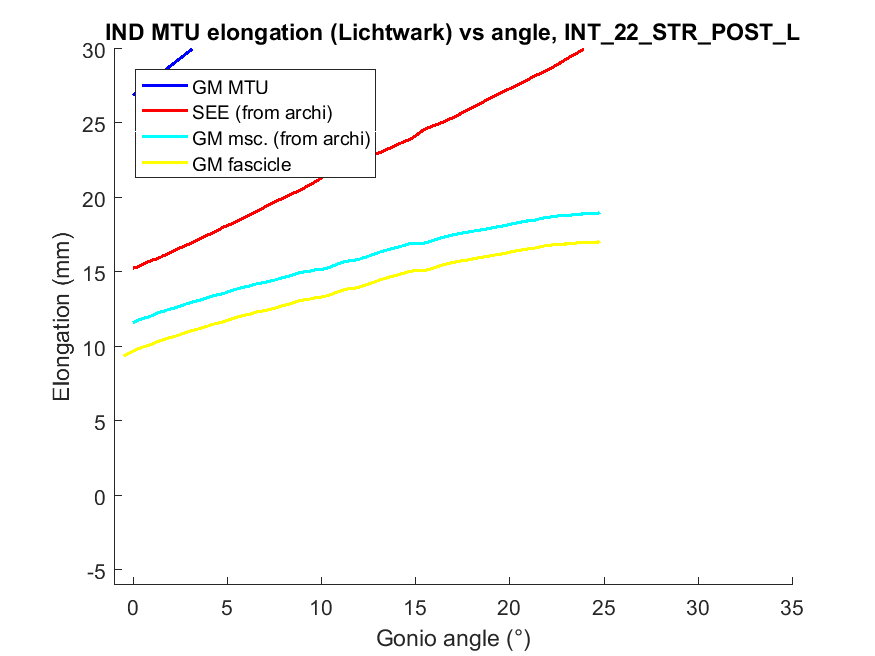 IND MTU elongation (Lichtwark) vs angle, INT_22_STR_POST_L
30
25
20
15
10
5
0
-5
Elongation (mm)
GM MTU
SEE (from archi)
GM msc. (from archi)
GM fascicle
0 5 10 15 20 25 30 35
Gonio angle (°)